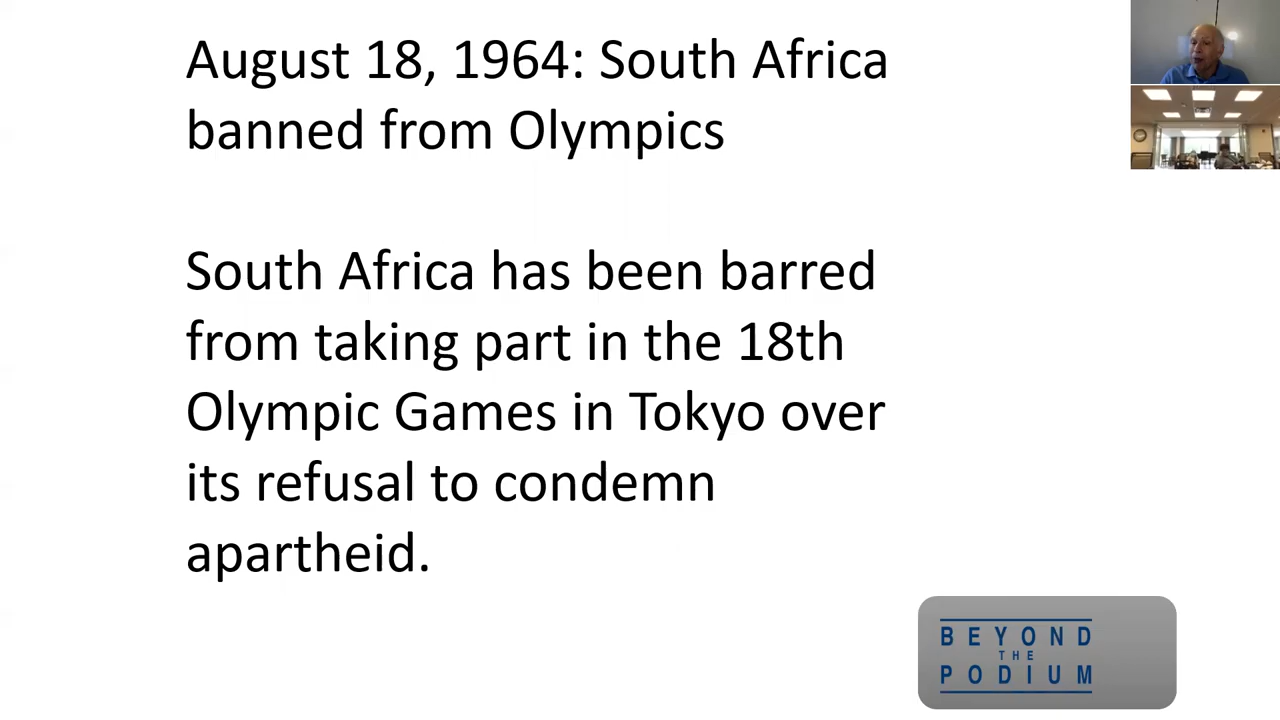 August 18, 1964: South Africa
banned from Olympics
South Africa has been barred
from taking part in the 18th
Olympic Games in Tokyo over
its refusal to condemn
apartheid.
BEYOND
THE
PODIUM